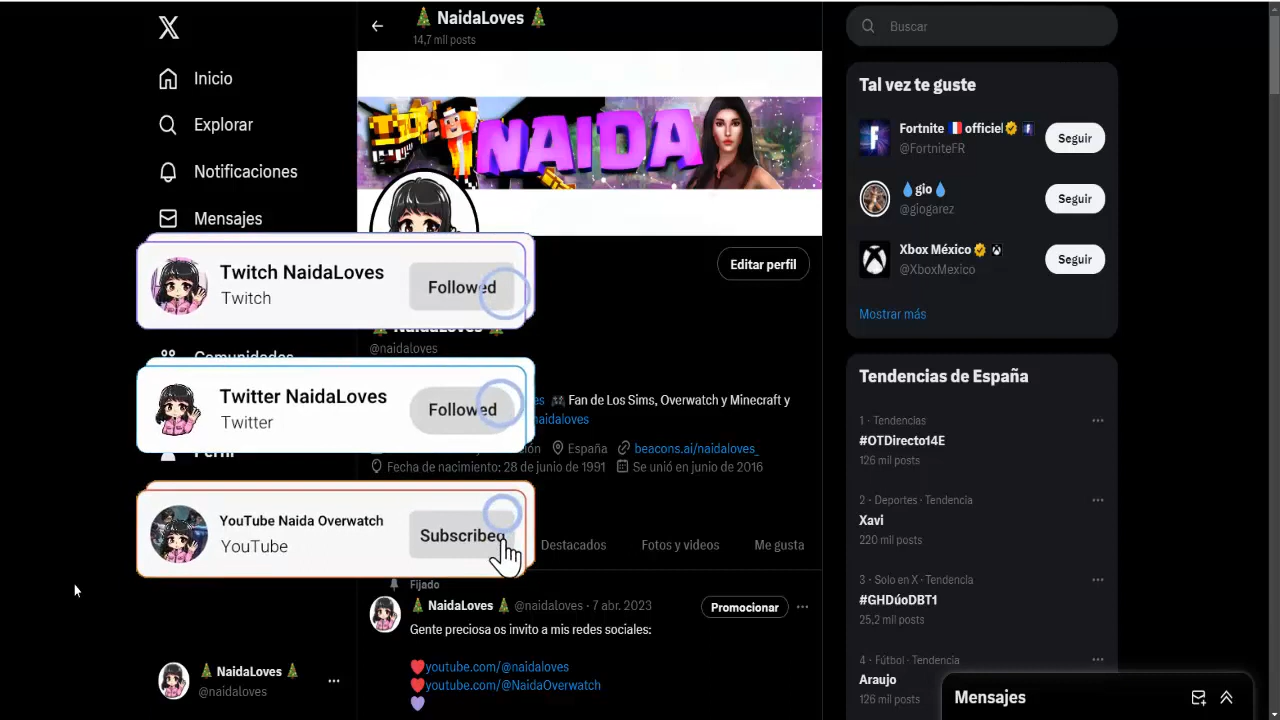 Inicio
Explorar
Notificaciones
Mensajes
Comunidades
Perfil
🎄 NaidaLoves 🎄
@naidaloves
🎄 NaidaLoves 🎄
14,7 mil posts
NAIDA
Editar perfil
Twitch NaidaLoves
Twitch
Followed
Twitter NaidaLoves
Twitter
Followed
YouTube Naida Overwatch
YouTube
Subscribed
🎄 NaidaLoves 🎄
@naidaloves
es 🎮 Fan de Los Sims, Overwatch y Minecraft y
naidaloves
España beacons.ai/naidaloves_
Fecha de nacimiento: 28 de junio de 1991 Se unió en junio de 2016
Destacados Fotos y videos Me gusta
Fijado
🎄 NaidaLoves 🎄 @naidaloves · 7 abr. 2023
Promocionar
Gente preciosa os invito a mis redes sociales:
❤️youtube.com/@naidaloves
❤️youtube.com/@NaidaOverwatch
💜
Buscar
Tal vez te guste
Fortnite 🇫🇷 officiel
@FortniteFR
Seguir
💧gio💧
@giogarez
Seguir
Xbox México
@XboxMexico
Seguir
Mostrar más
Tendencias de España
1 · Tendencias
#OTDirecto14E
126 mil posts
2 · Deportes · Tendencia
Xavi
220 mil posts
3 · Solo en X · Tendencia
#GHDúoDBT1
25,2 mil posts
4 · Fútbol · Tendencia
Araujo
126 mil posts
Mensajes